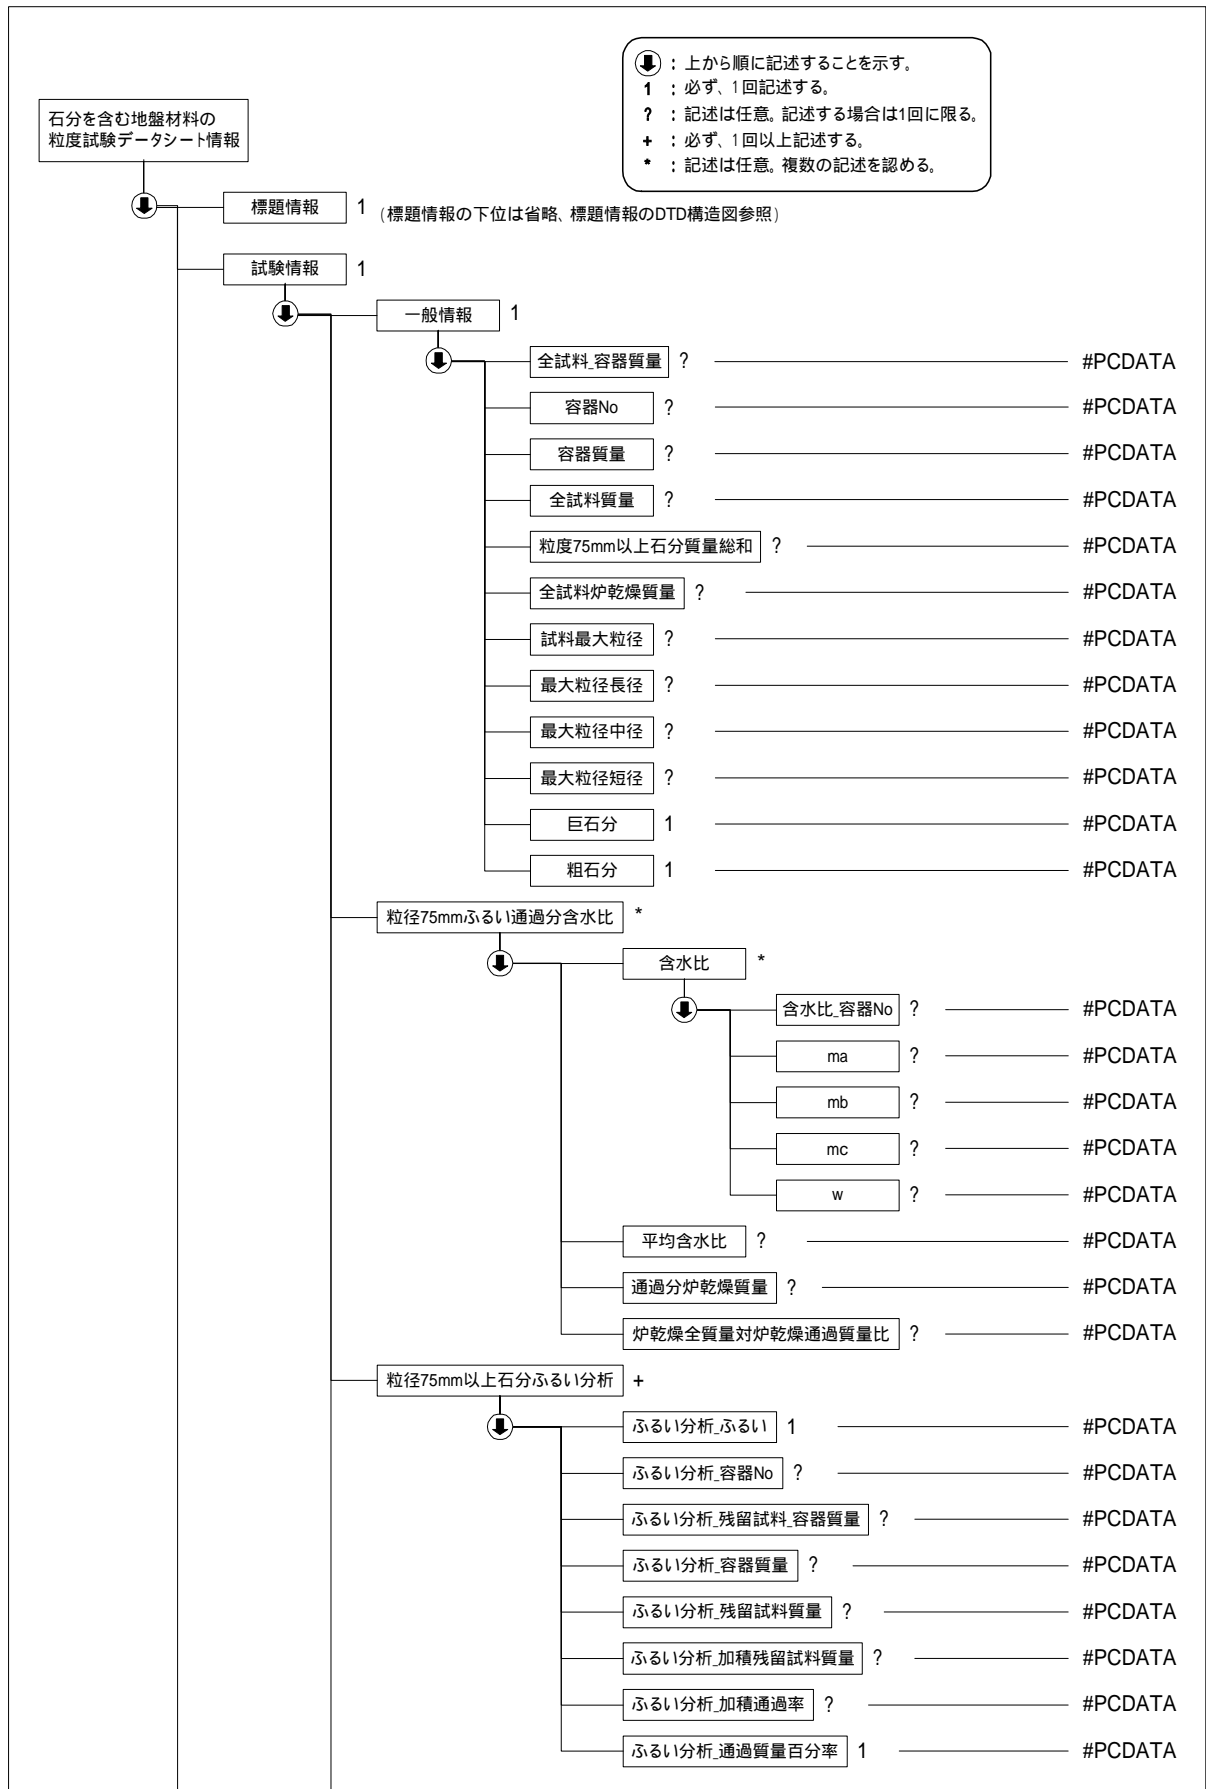 ： 上から順に記述することを示す。
1 ： 必ず、1回記述する。
? ： 記述は任意。記述する場合は1回に限る。
+ ： 必ず、1回以上記述する。
* ： 記述は任意。複数の記述を認める。
石分を含む地盤材料の
粒度試験データシート情報
標題情報 1 (標題情報の下位は省略、標題情報のDTD構造図参照)
試験情報 1
一般情報 1
全試料_容器質量 ? #PCDATA
容器No ? #PCDATA
容器質量 ? #PCDATA
全試料質量 ? #PCDATA
粒度75mm以上石分質量総和 ? #PCDATA
全試料炉乾燥質量 ? #PCDATA
試料最大粒径 ? #PCDATA
最大粒径長径 ? #PCDATA
最大粒径中径 ? #PCDATA
最大粒径短径 ? #PCDATA
巨石分 1 #PCDATA
粗石分 1 #PCDATA
粒径75mmふるい通過分含水比 *
含水比 *
含水比_容器No ? #PCDATA
ma ? #PCDATA
mb ? #PCDATA
mc ? #PCDATA
w ? #PCDATA
平均含水比 ? #PCDATA
通過分炉乾燥質量 ? #PCDATA
炉乾燥全質量対炉乾燥通過質量比 ? #PCDATA
粒径75mm以上石分ふるい分析 +
ふるい分析_ふるい 1 #PCDATA
ふるい分析_容器No ? #PCDATA
ふるい分析_残留試料_容器質量 ? #PCDATA
ふるい分析_容器質量 ? #PCDATA
ふるい分析_残留試料質量 ? #PCDATA
ふるい分析_加積残留試料質量 ? #PCDATA
ふるい分析_加積通過率 ? #PCDATA
ふるい分析_通過質量百分率 1 #PCDATA